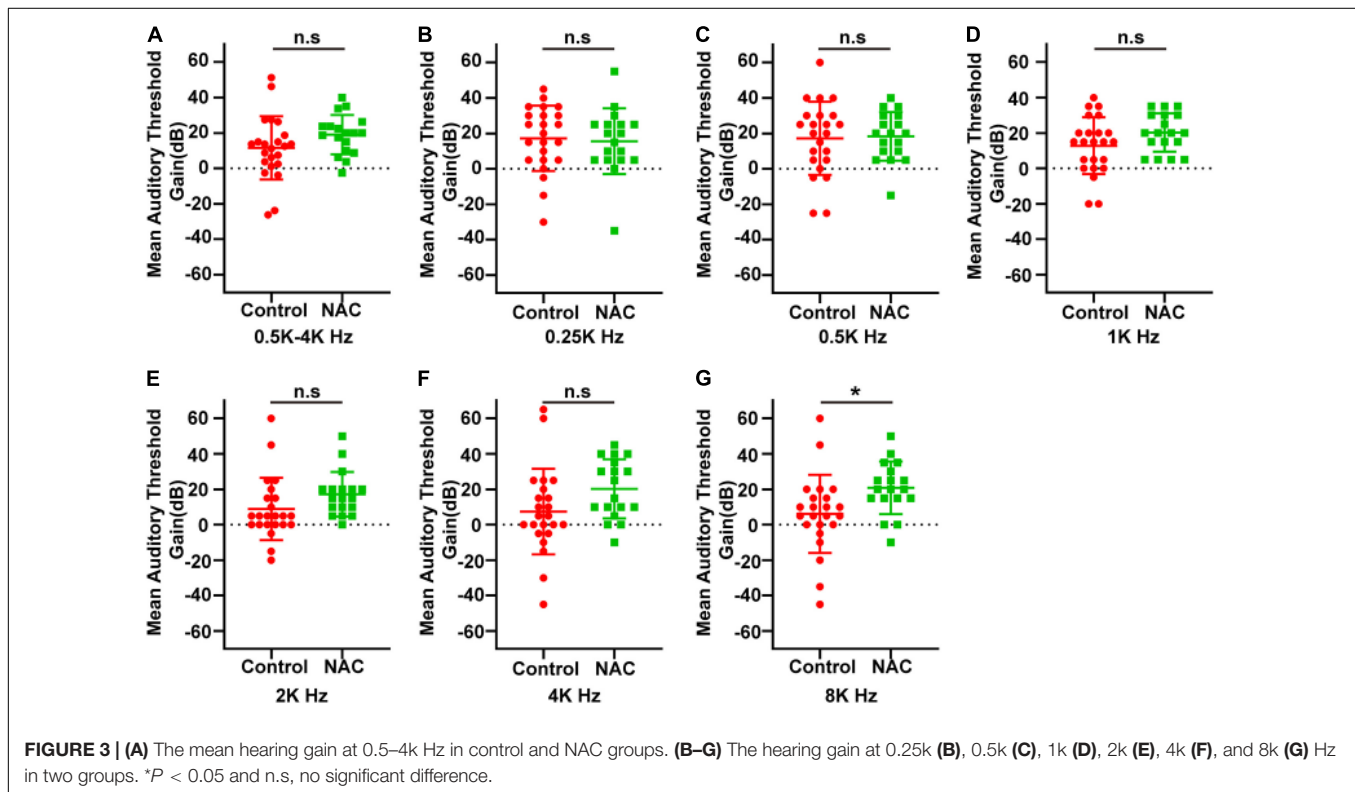 A
n.s
Mean Auditory Threshold
Gain(dB)
60
40
20
0
-20
-40
-60
Control NAC
0.5K-4K Hz
B
n.s
Mean Auditory Threshold
Gain(dB)
60
40
20
0
-20
-40
-60
Control NAC
0.25K Hz
C
n.s
Mean Auditory Threshold
Gain(dB)
60
40
20
0
-20
-40
-60
Control NAC
0.5K Hz
D
n.s
Mean Auditory Threshold
Gain(dB)
60
40
20
0
-20
-40
-60
Control NAC
1K Hz
E
n.s
Mean Auditory Threshold
Gain(dB)
60
40
20
0
-20
-40
-60
Control NAC
2K Hz
F
n.s
Mean Auditory Threshold
Gain(dB)
60
40
20
0
-20
-40
-60
Control NAC
4K Hz
G
*
Mean Auditory Threshold
Gain(dB)
60
40
20
0
-20
-40
-60
Control NAC
8K Hz
FIGURE 3 | (A) The mean hearing gain at 0.5–4k Hz in control and NAC groups. (B–G) The hearing gain at 0.25k (B), 0.5k (C), 1k (D), 2k (E), 4k (F), and 8k (G) Hz
in two groups. *P < 0.05 and n.s, no significant difference.